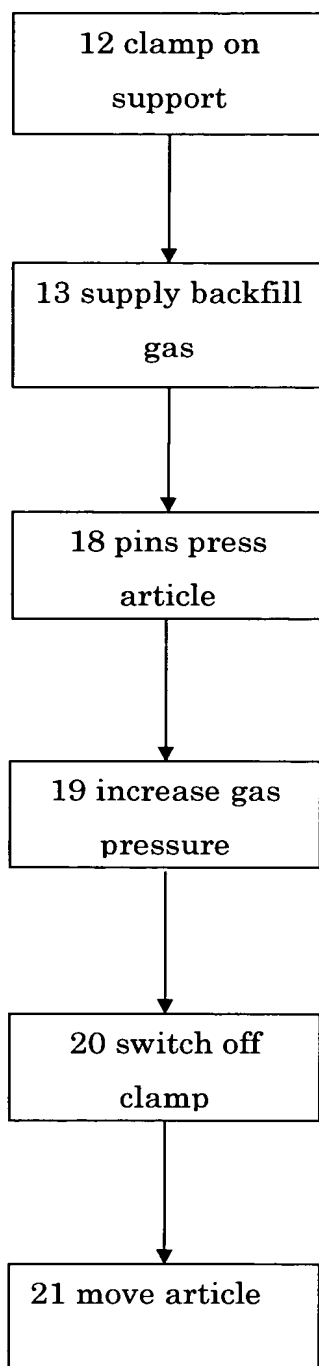 12 clamp on
support
13 supply backfill
gas
18 pins press
article
19 increase gas
pressure
20 switch off
clamp
21 move article